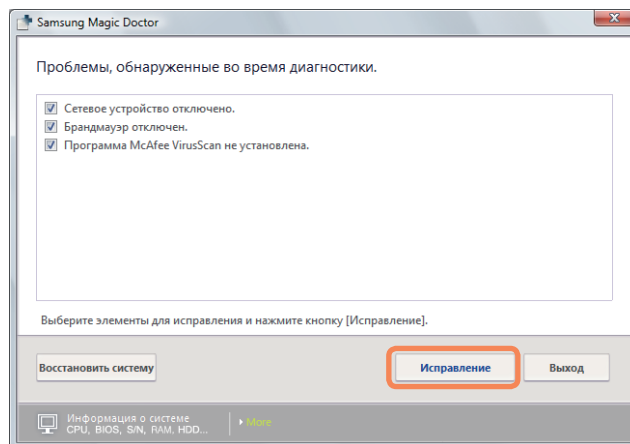 Samsung Magic Doctor
Проблемы, обнаруженные во время диагностики.
Сетевое устройство отключено.
Брандмауэр отключен.
Программа McAfee VirusScan не установлена.
Выберите элементы для исправления и нажмите кнопку [Исправление].
Восстановить систему Исправление Выход
Информация о системе
CPU, BIOS, S/N, RAM, HDD... More